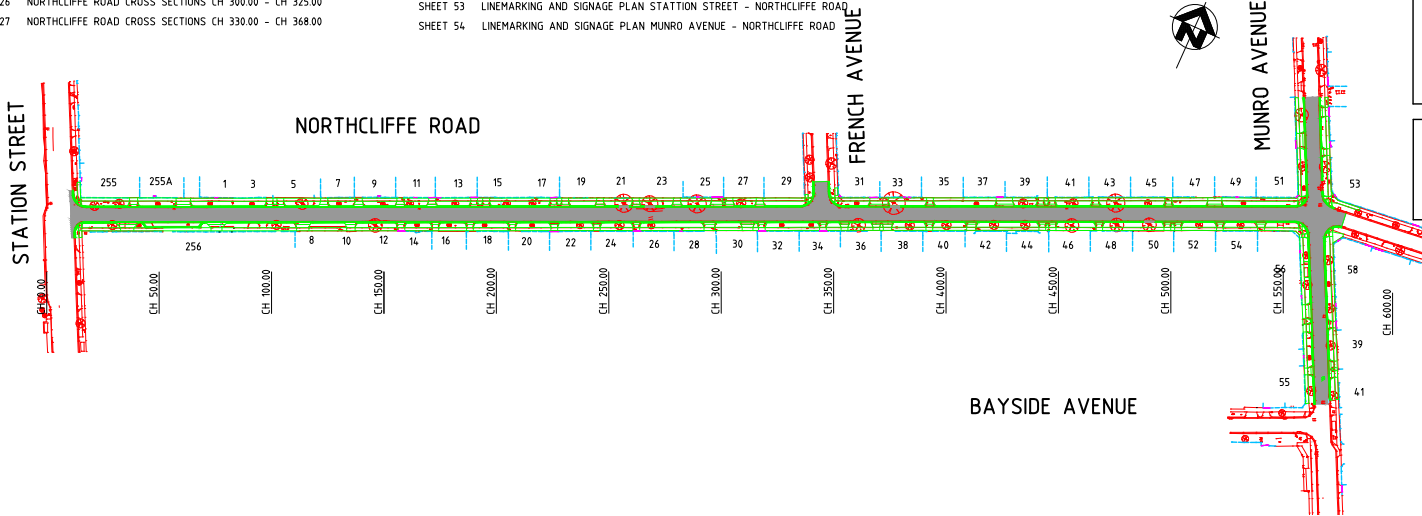 26 NORTHCLIFFE ROAD CROSS SECTIONS CH 300.00 - CH 325.00
27 NORTHCLIFFE ROAD CROSS SECTIONS CH 330.00 - CH 368.00
SHEET 53 LINEMARKING AND SIGNAGE PLAN STATTION STREET - NORTHCLIFFE ROAD
SHEET 54 LINEMARKING AND SIGNAGE PLAN MUNRO AVENUE - NORTHCLIFFE ROAD
STATION STREET
NORTHCLIFFE ROAD
FRENCH AVENUE
MUNRO AVENUE
255 255A 1 3 5 7 9 11 13 15 17 19 21 23 25 27 29 31 33 35 37 39 41 43 45 47 49 51 53
256 8 10 12 14 16 18 20 22 24 26 28 30 32 34 36 38 40 42 44 46 48 50 52 54 56 58
CH 0.00 CH 50.00 CH 100.00 CH 150.00 CH 200.00 CH 250.00 CH 300.00 CH 350.00 CH 400.00 CH 450.00 CH 500.00 CH 550.00 CH 600.00
39
55 41
BAYSIDE AVENUE